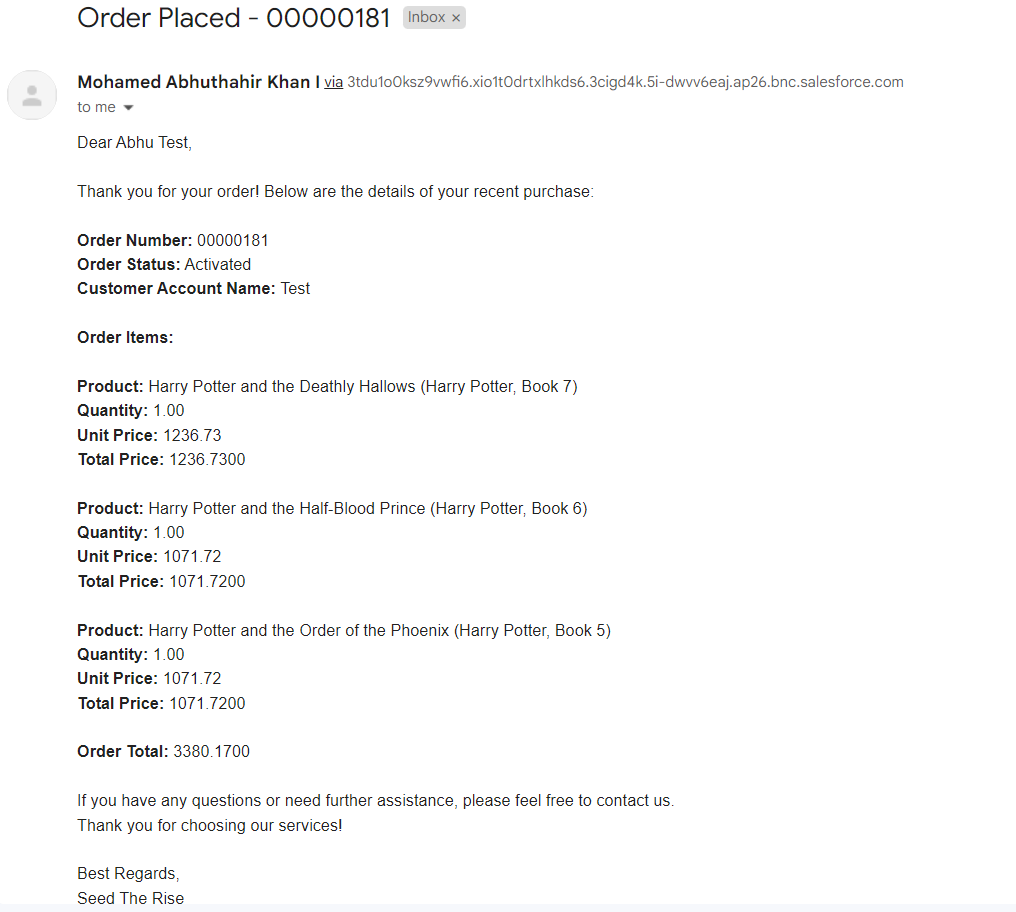 Order Placed - 00000181 Inbox ×
Mohamed Abhuthahir Khan I via 3tdu1o0ksz9vwfi6.xio1t0drtxlhkds6.3cigd4k.5i-dwvv6eaj.ap26.bnc.salesforce.com
to me
Dear Abhu Test,
Thank you for your order! Below are the details of your recent purchase:
Order Number: 00000181
Order Status: Activated
Customer Account Name: Test
Order Items:
Product: Harry Potter and the Deathly Hallows (Harry Potter, Book 7)
Quantity: 1.00
Unit Price: 1236.73
Total Price: 1236.7300
Product: Harry Potter and the Half-Blood Prince (Harry Potter, Book 6)
Quantity: 1.00
Unit Price: 1071.72
Total Price: 1071.7200
Product: Harry Potter and the Order of the Phoenix (Harry Potter, Book 5)
Quantity: 1.00
Unit Price: 1071.72
Total Price: 1071.7200
Order Total: 3380.1700
If you have any questions or need further assistance, please feel free to contact us.
Thank you for choosing our services!
Best Regards,
Seed The Rise